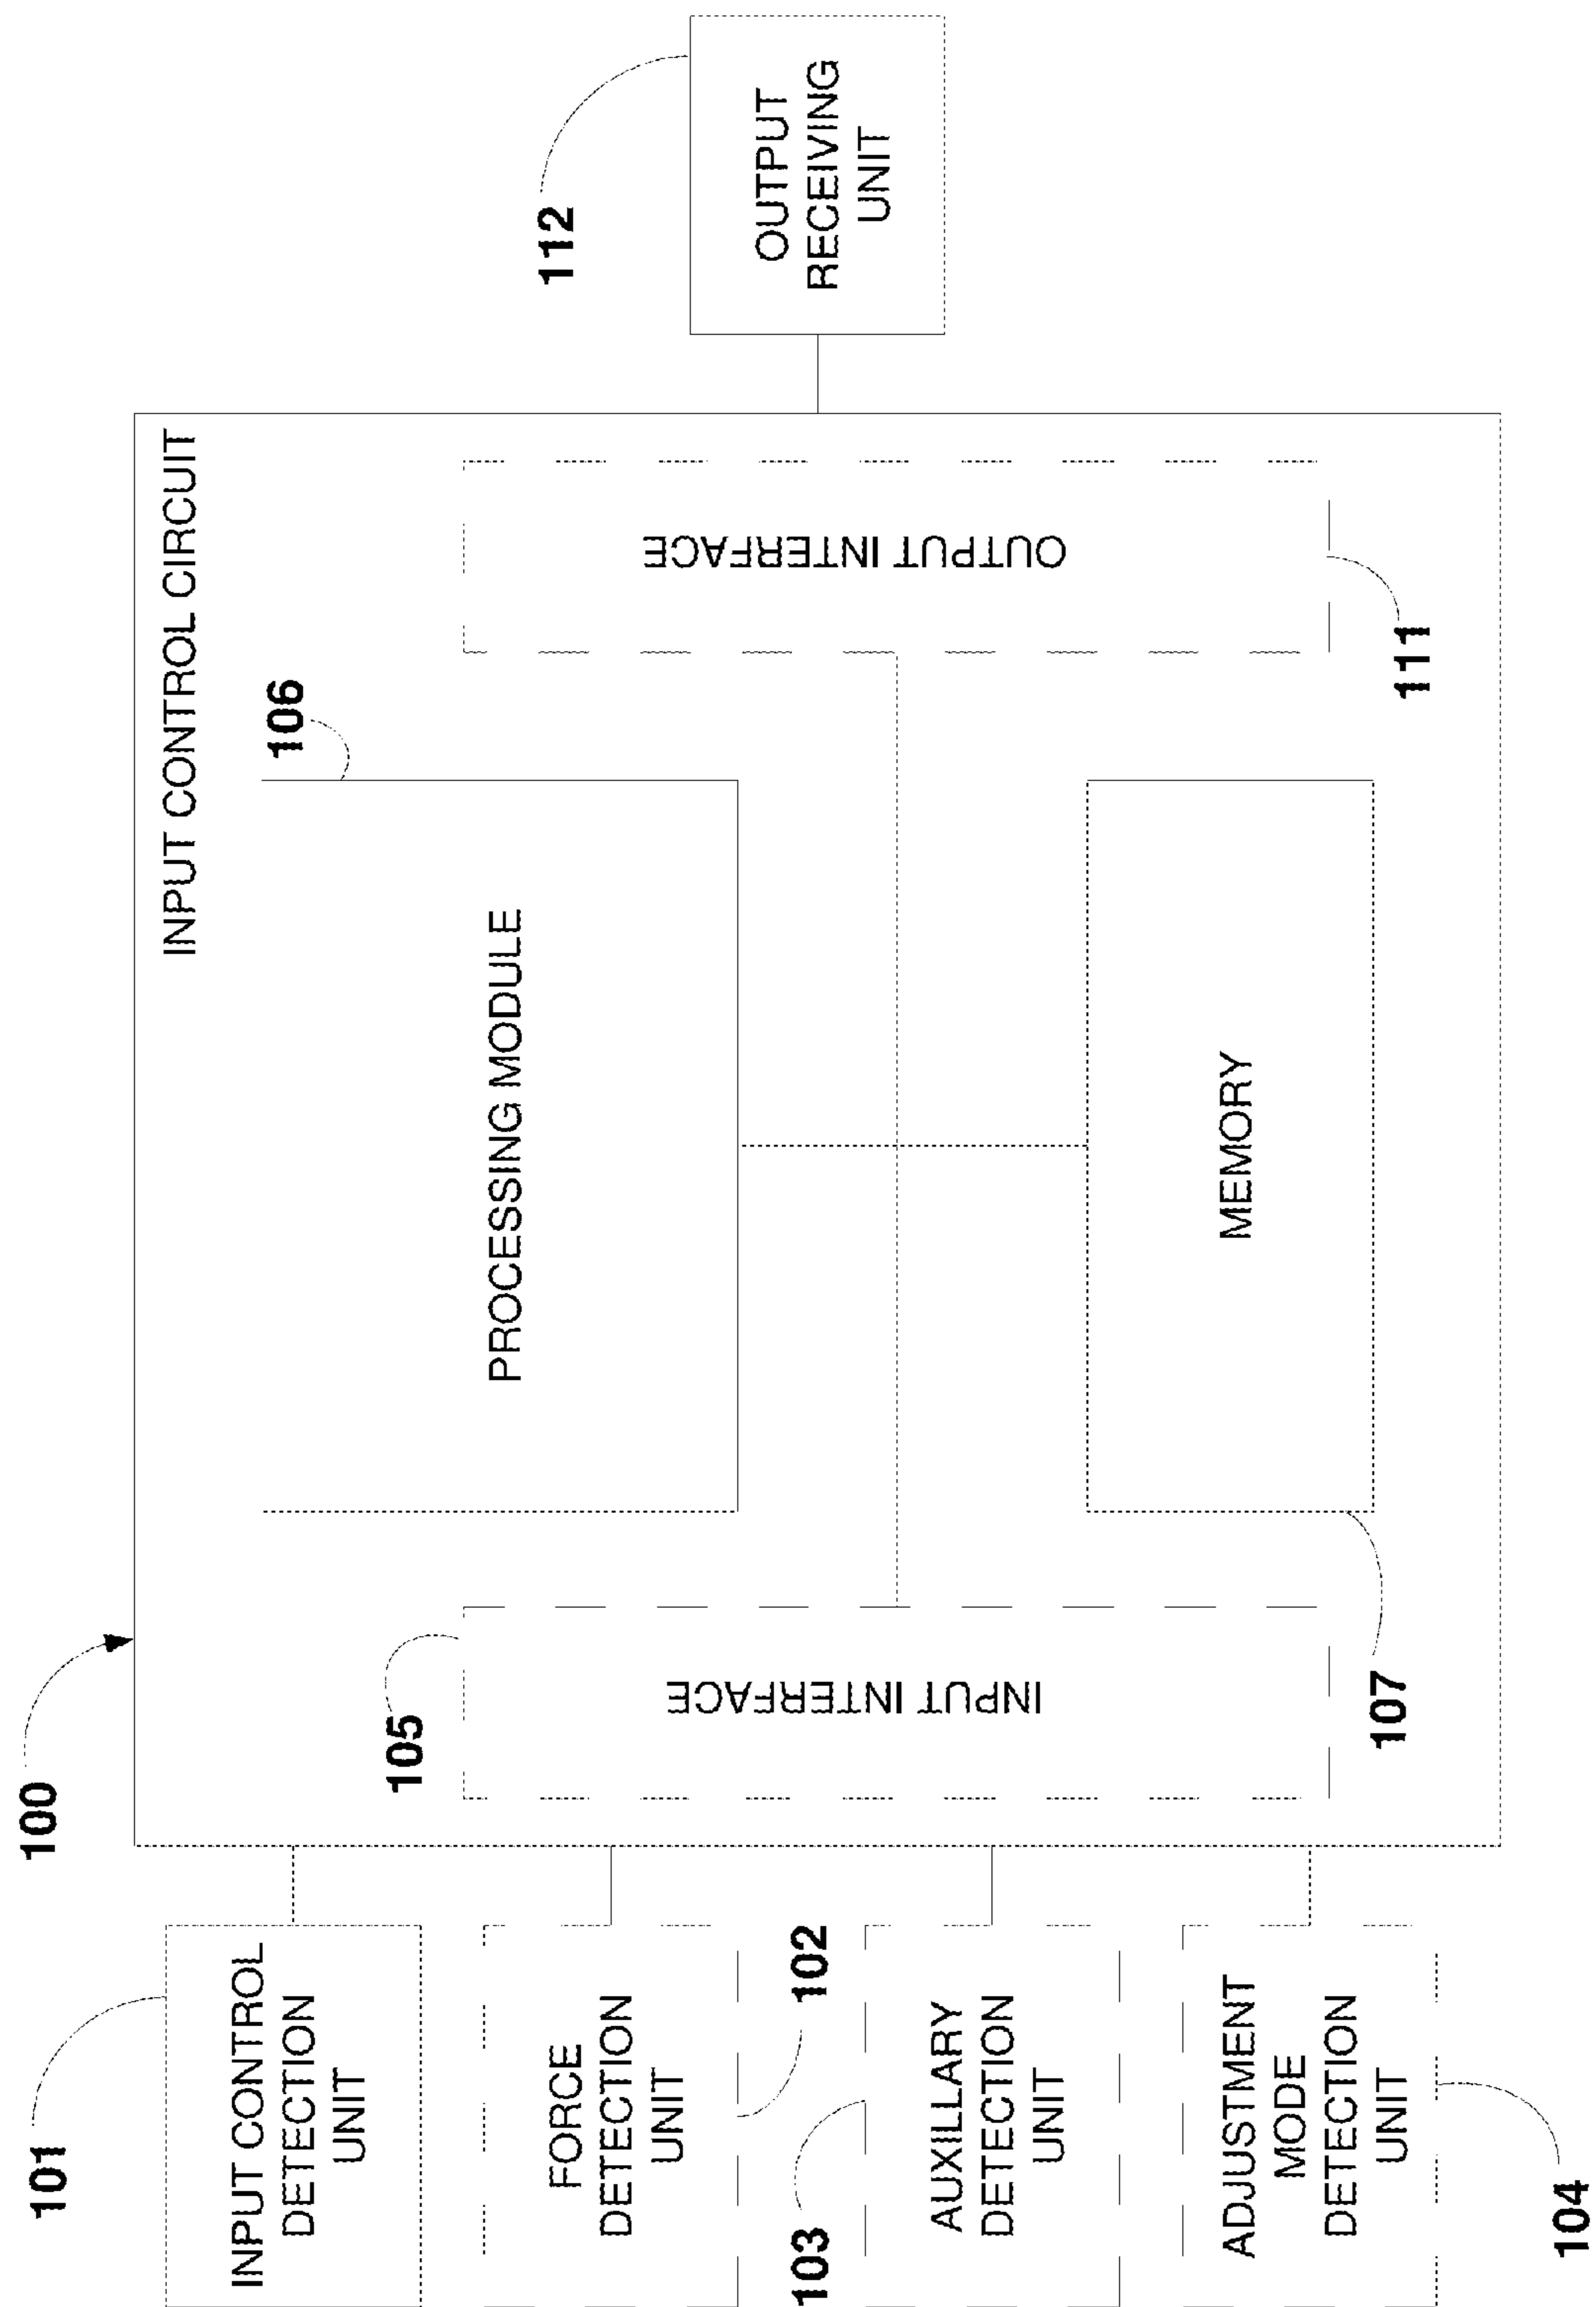 100
INPUT CONTROL CIRCUIT
101
INPUT CONTROL
DETECTION
UNIT
FORCE
DETECTION
UNIT
102
103
AUXILLARY
DETECTION
UNIT
ADJUSTMENT
MODE
DETECTION
UNIT
104
105
INPUT INTERFACE
106
PROCESSING MODULE
MEMORY
107
OUTPUT INTERFACE
111
112
OUTPUT
RECEIVING
UNIT